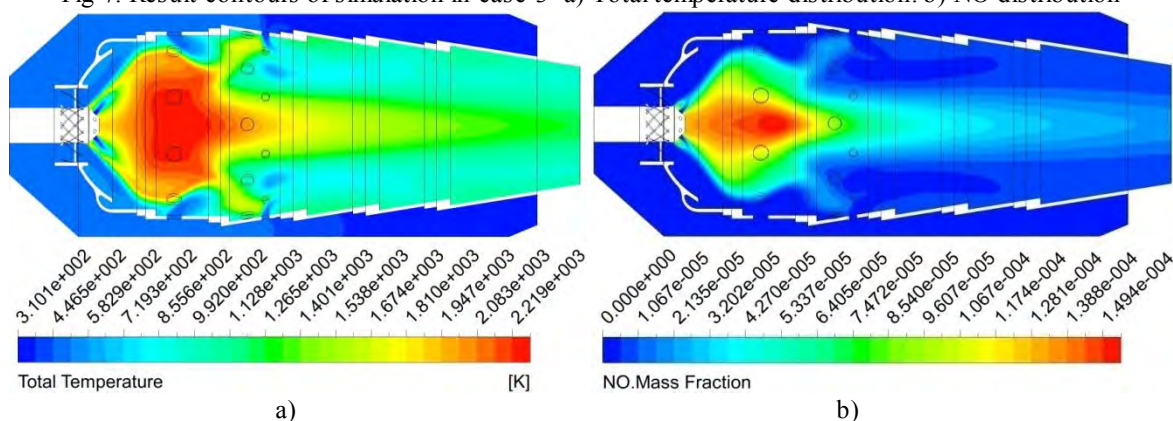 Fig 7. Result contours of simulation in case 3 a) Total temperature distribution. b) NO distribution
3.101e+002
4.465e+002
5.829e+002
7.193e+002
8.556e+002
9.920e+002
1.128e+003
1.265e+003
1.401e+003
1.538e+003
1.674e+003
1.810e+003
1.947e+003
2.083e+003
2.219e+003
Total Temperature [K]
a)
0.000e+000
1.067e-005
2.135e-005
3.202e-005
4.270e-005
5.337e-005
6.405e-005
7.472e-005
8.540e-005
9.607e-005
1.067e-004
1.174e-004
1.281e-004
1.388e-004
1.494e-004
NO.Mass Fraction
b)